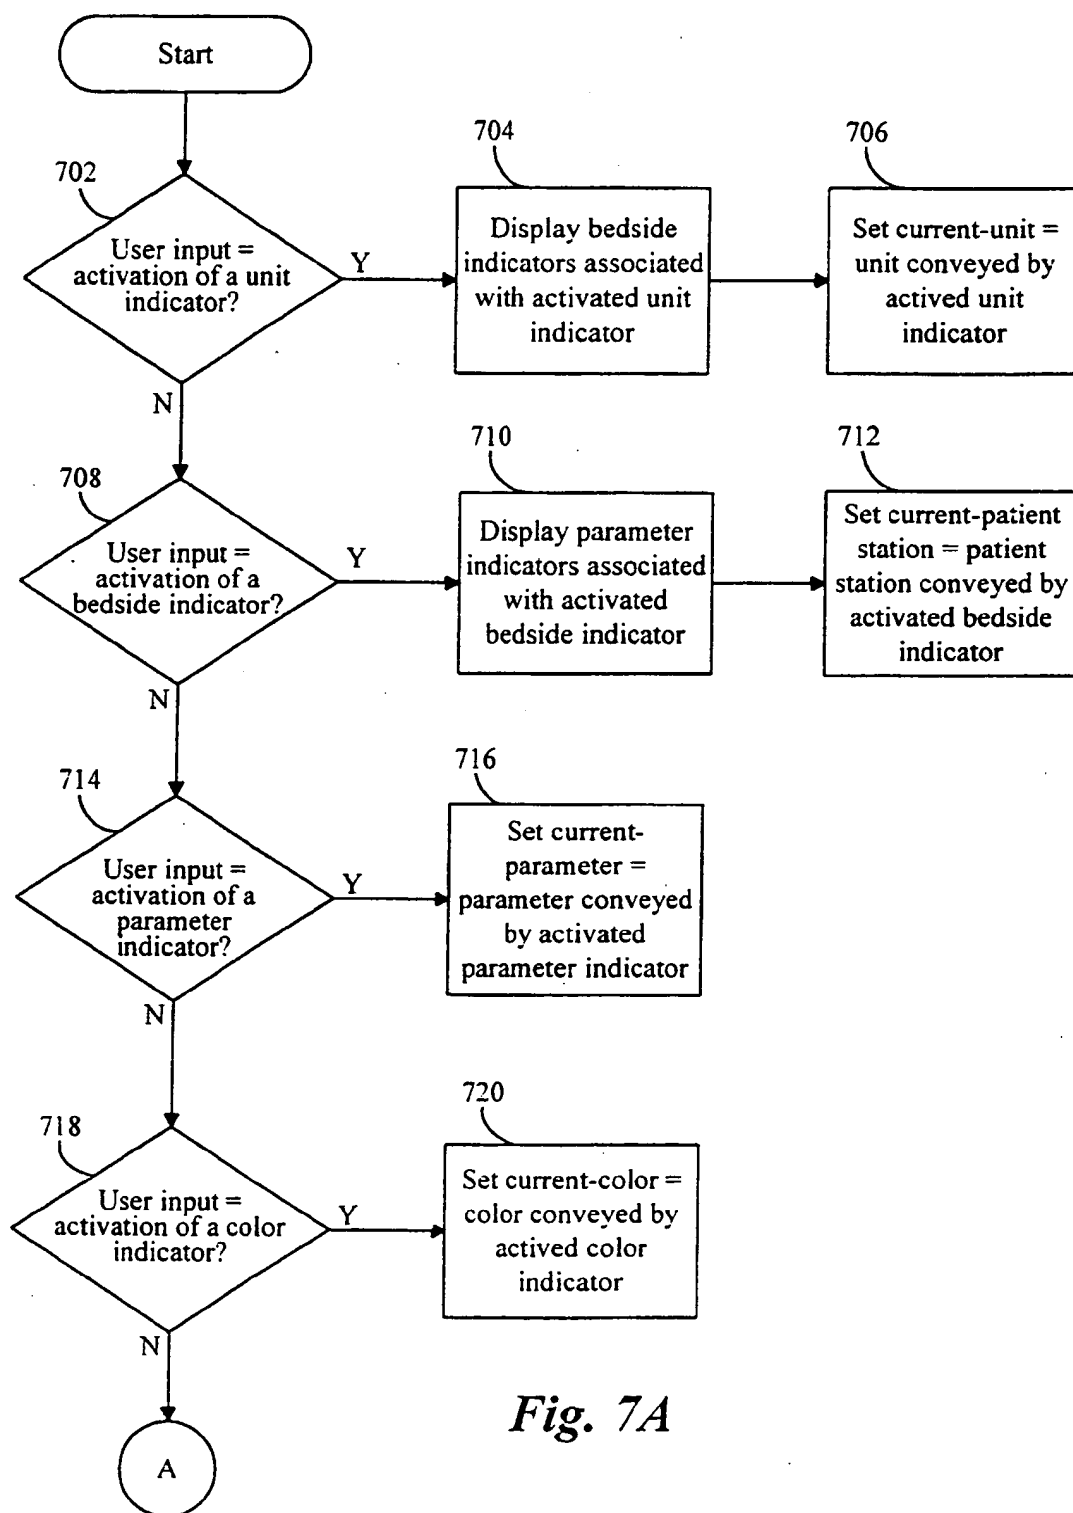 Start
702
User input =
activation of a unit
indicator?
Y
N
704
Display bedside
indicators associated
with activated unit
indicator
706
Set current-unit =
unit conveyed by
actived unit
indicator
708
User input =
activation of a
bedside indicator?
Y
N
710
Display parameter
indicators associated
with activated
bedside indicator
712
Set current-patient
station = patient
station conveyed by
activated bedside
indicator
714
User input =
activation of a
parameter
indicator?
Y
N
716
Set current-
parameter =
parameter conveyed
by activated
parameter indicator
718
User input =
activation of a color
indicator?
Y
N
720
Set current-color =
color conveyed by
actived color
indicator
A
Fig. 7A